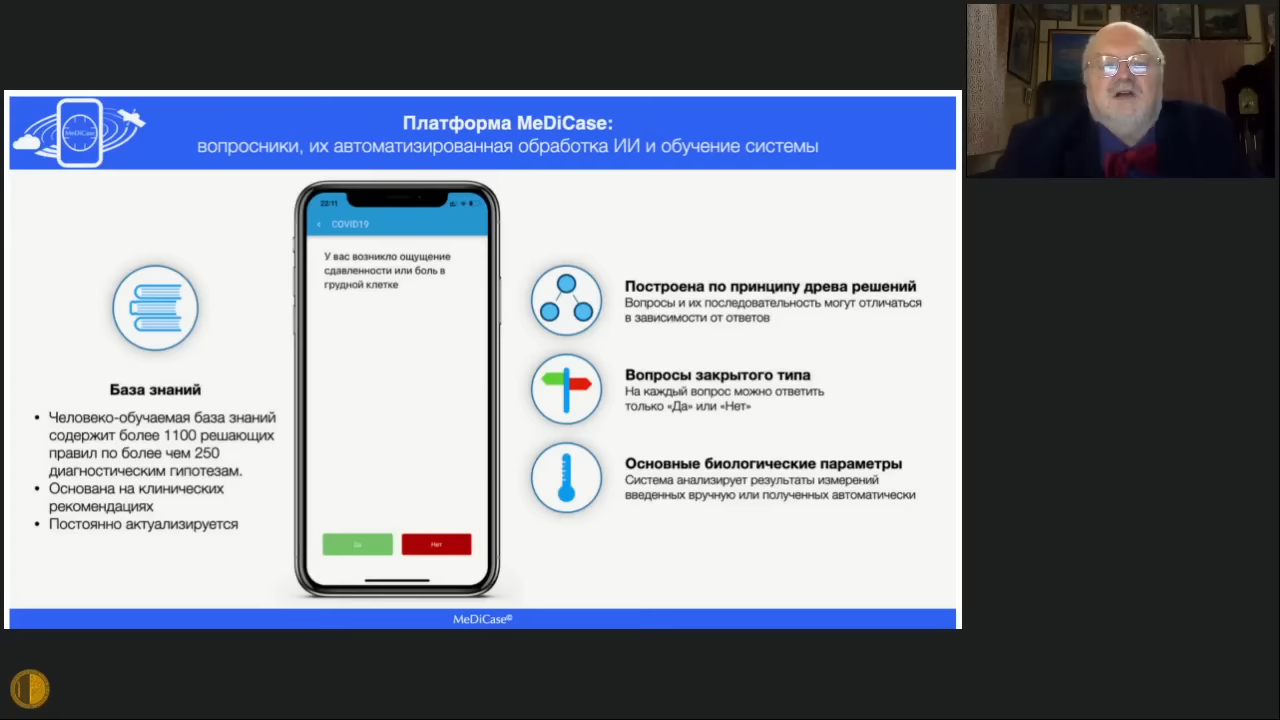 MeDiCase
Платформа MeDiCase:
вопросники, их автоматизированная обработка ИИ и обучение системы
База знаний
• Человеко-обучаемая база знаний
содержит более 1100 решающих
правил по более чем 250
диагностическим гипотезам.
• Основана на клинических
рекомендациях
• Постоянно актуализируется
22:11
COVID19
У вас возникло ощущение
сдавленности или боль в
грудной клетке
Да
Нет
Построена по принципу древа решений
Вопросы и их последовательность могут отличаться
в зависимости от ответов
Вопросы закрытого типа
На каждый вопрос можно ответить
только «Да» или «Нет»
Основные биологические параметры
Система анализирует результаты измерений
введенных вручную или полученных автоматически
MeDiCase©